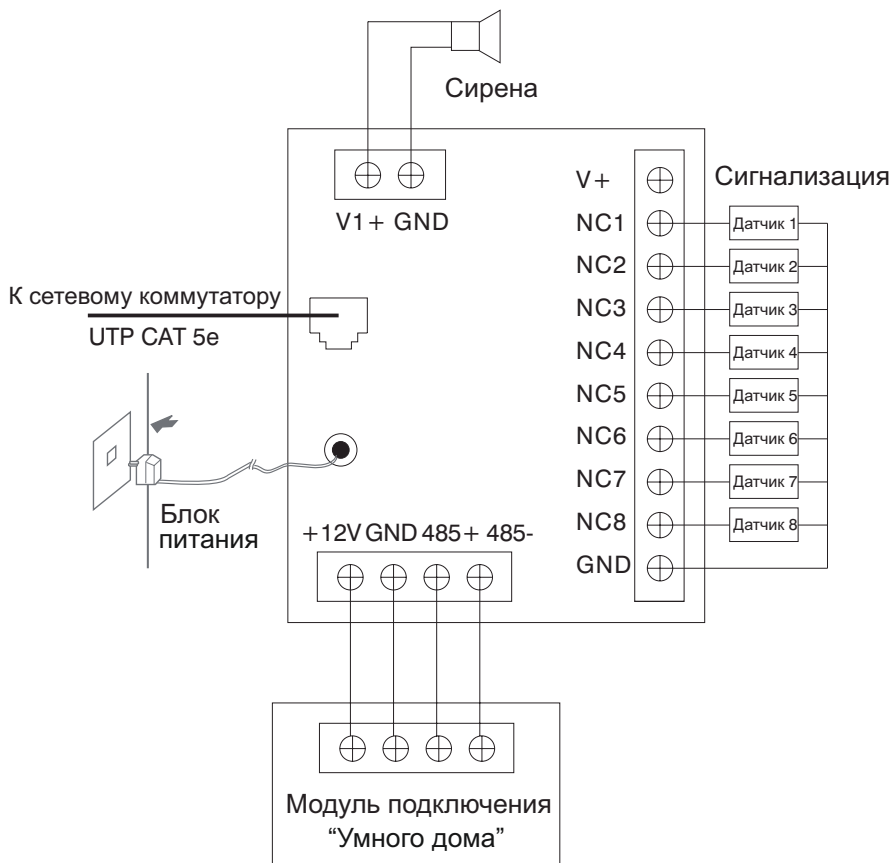 Сирена
V1+ GND
V+
Сигнализация
NC1
Датчик 1
NC2
Датчик 2
NC3
Датчик 3
NC4
Датчик 4
NC5
Датчик 5
NC6
Датчик 6
NC7
Датчик 7
NC8
Датчик 8
GND
К сетевому коммутатору
UTP CAT 5e
Блок
питания
+12V GND 485+ 485-
Модуль подключения
“Умного дома”